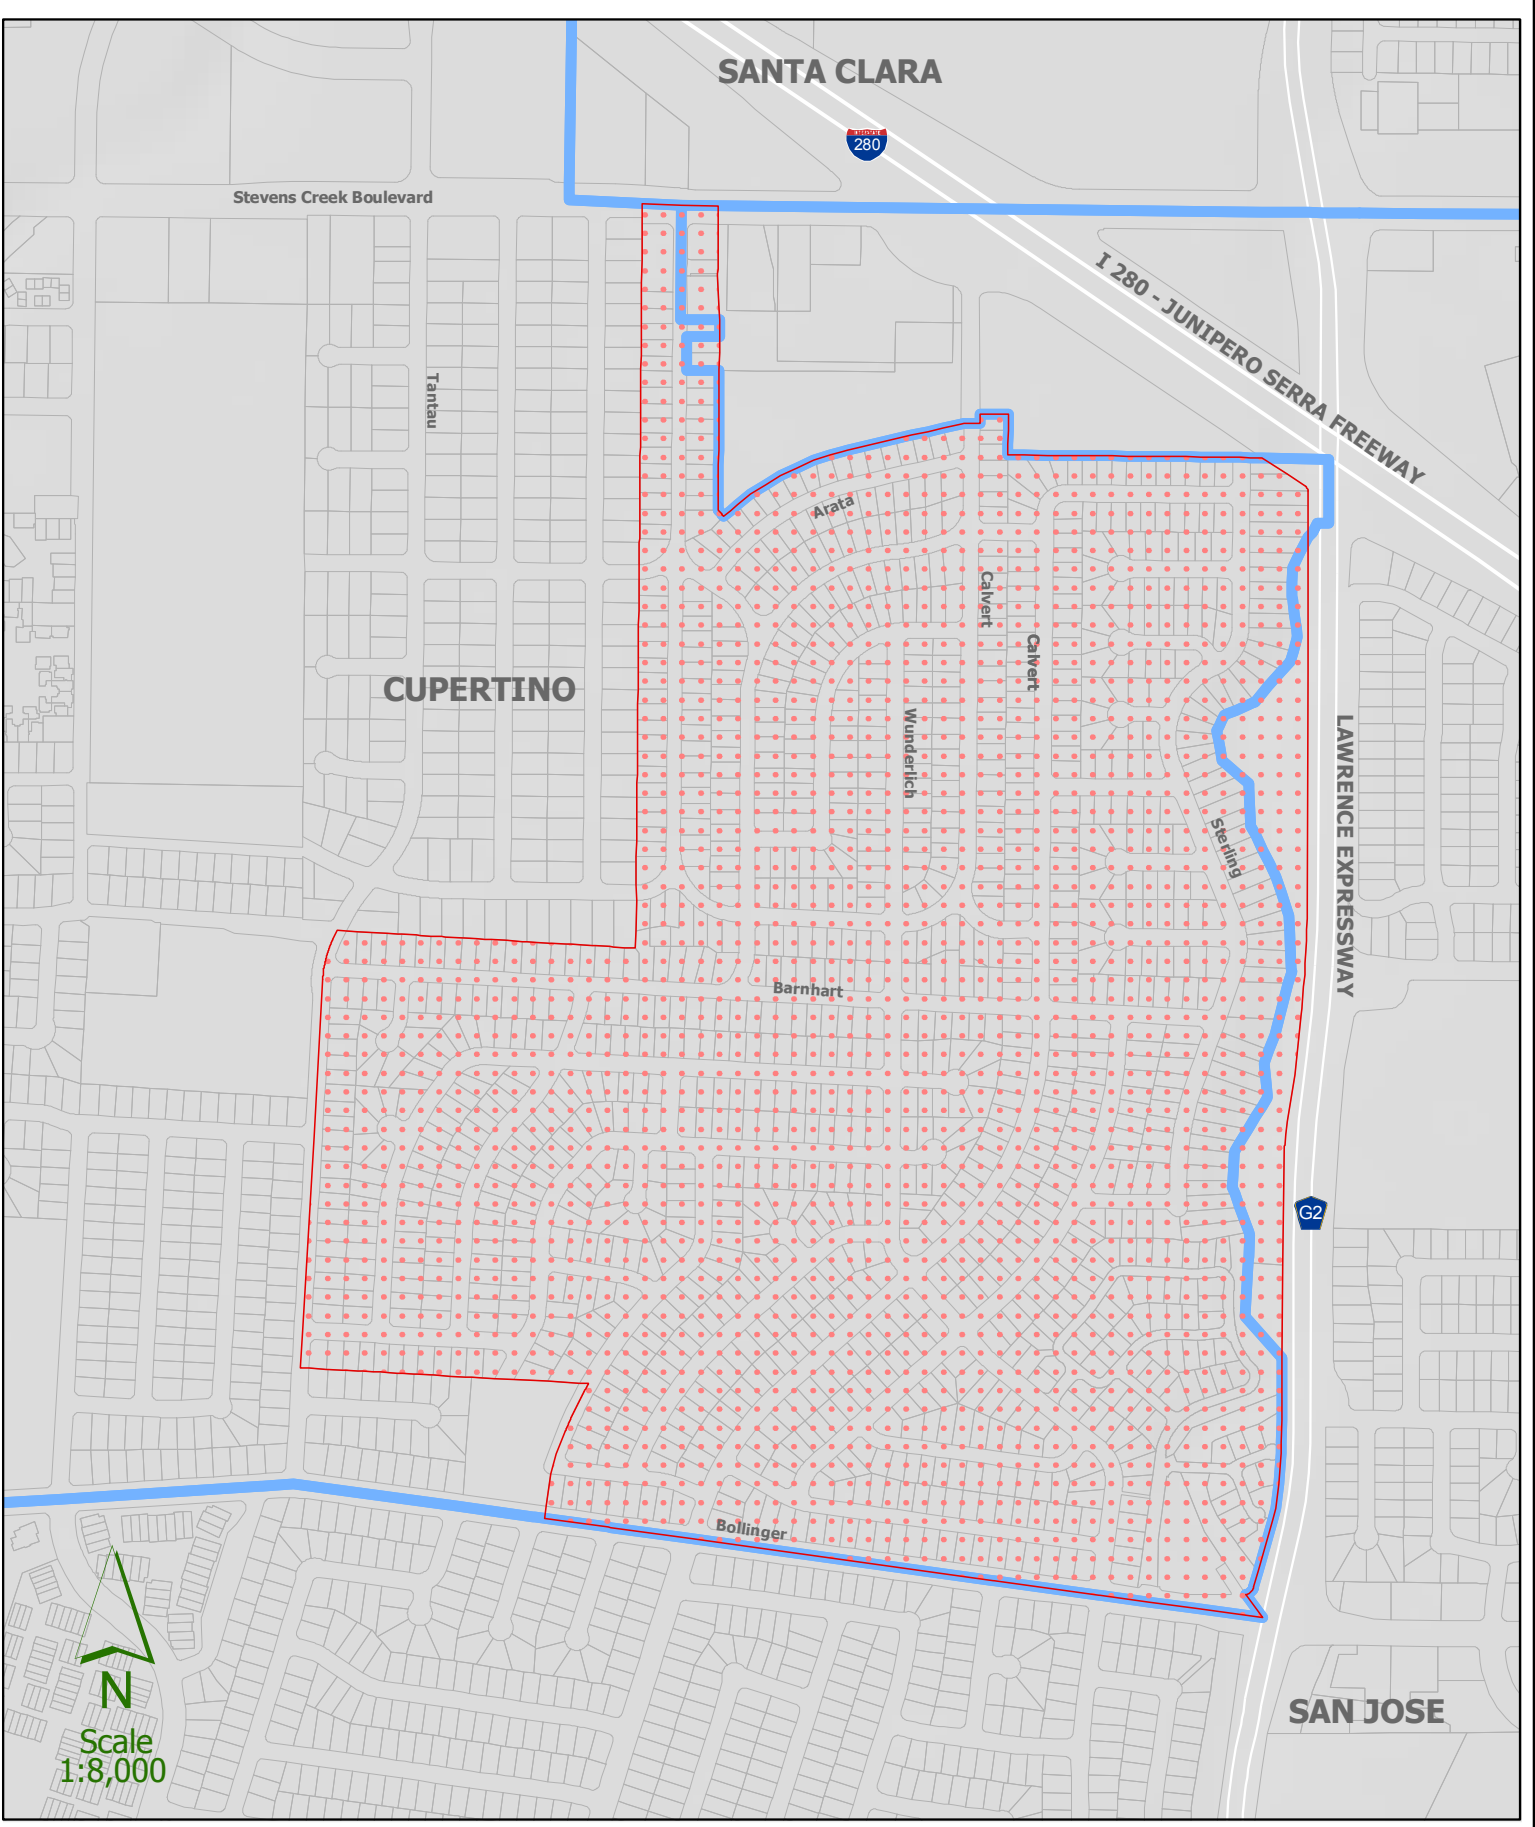 SANTA CLARA
280
Stevens Creek Boulevard
I 280 - JUNIPERO SERRA FREEWAY
Tantau
Arata
Calvert
Calvert
CUPERTINO
Wunderlich
LAWRENCE EXPRESSWAY
Sterling
Barnhart
G2
Bollinger
N
Scale
1:8,000
SAN JOSE